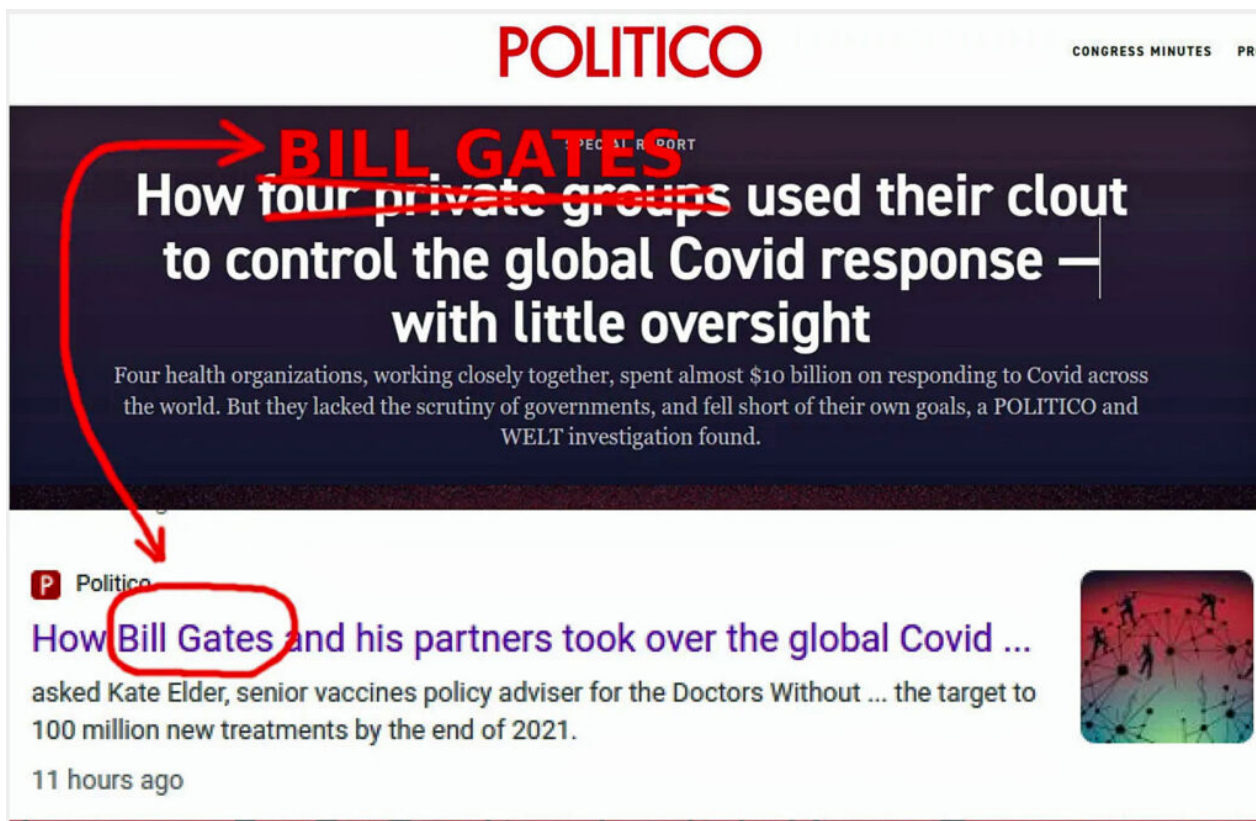 POLITICO
CONGRESS MINUTES PR
SPECIAL REPORT
BILL GATES
How four private groups used their clout
to control the global Covid response —
with little oversight
Four health organizations, working closely together, spent almost $10 billion on responding to Covid across
the world. But they lacked the scrutiny of governments, and fell short of their own goals, a POLITICO and
WELT investigation found.
P Politico
How Bill Gates and his partners took over the global Covid ...
asked Kate Elder, senior vaccines policy adviser for the Doctors Without ... the target to
100 million new treatments by the end of 2021.
11 hours ago